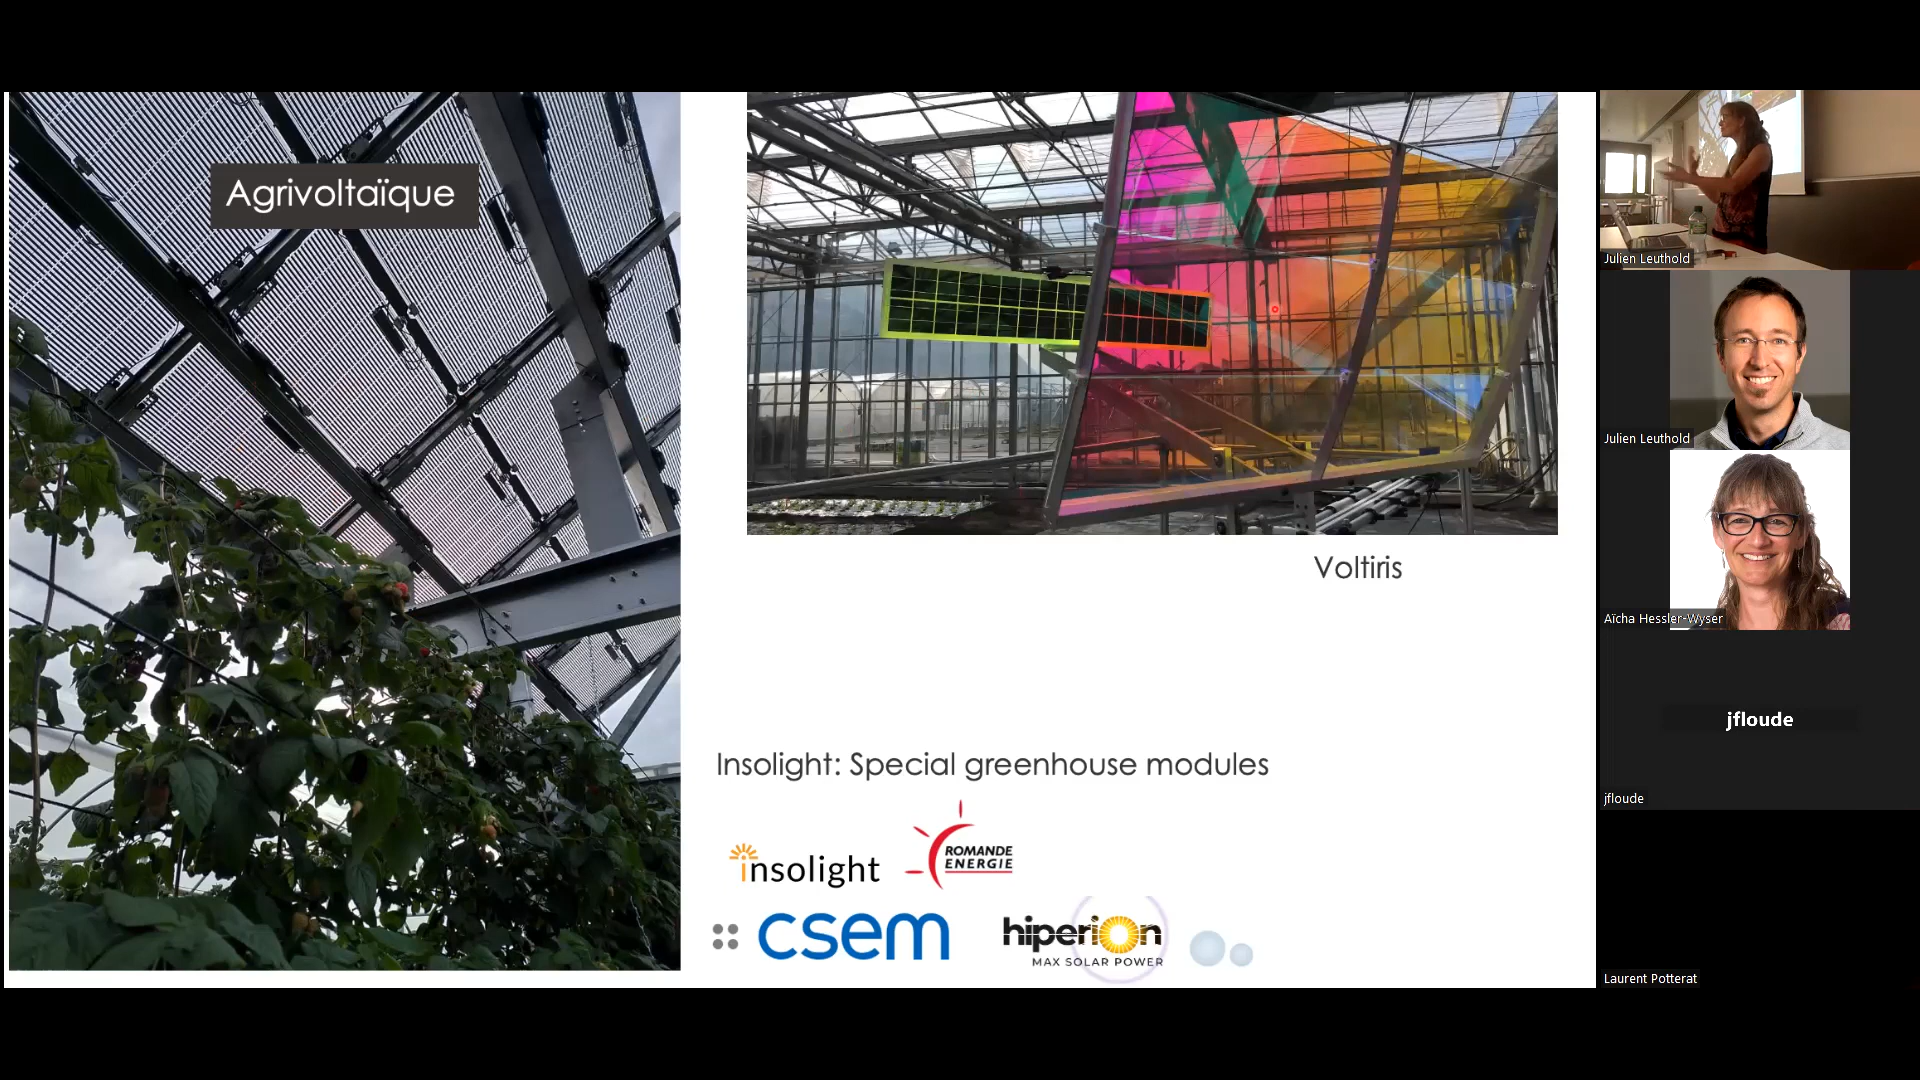 Agrivoltaïque
Voltiris
Insolight: Special greenhouse modules
insolight
ROMANDE
ENERGIE
csem
hiperion
MAX SOLAR POWER
Julien Leuthold
Julien Leuthold
Aïcha Hessler-Wyser
jfloude
jfloude
Laurent Potterat